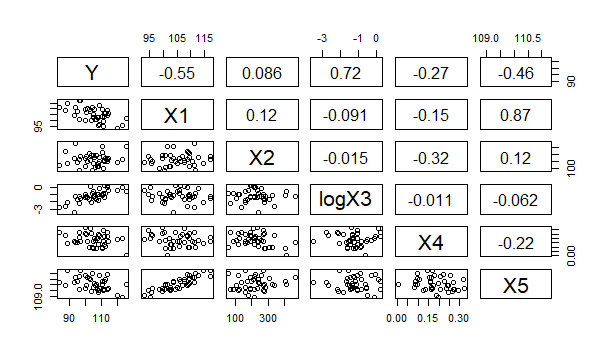 95 105 115 -3 -1 0 109.0 110.5
Y -0.55 0.086 0.72 -0.27 -0.46 90
95 X1 0.12 -0.091 -0.15 0.87
X2 -0.015 -0.32 0.12 100
0 -3 logX3 -0.011 -0.062
X4 -0.22 0.00
109.0 X5
90 110 100 300 0.00 0.15 0.30